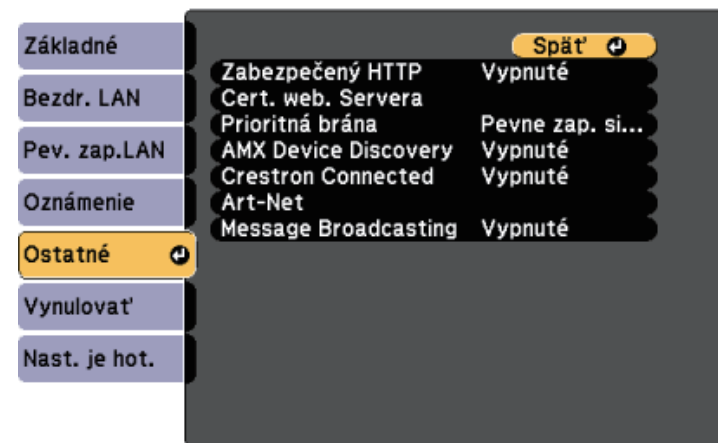 Základné
Bezdr. LAN
Pev. zap.LAN
Oznámenie
Ostatné
Vynulovať
Nast. je hot.
Späť
Zabezpečený HTTP Vypnuté
Cert. web. Servera
Prioritná brána Pevne zap. si...
AMX Device Discovery Vypnuté
Crestron Connected Vypnuté
Art-Net
Message Broadcasting Vypnuté